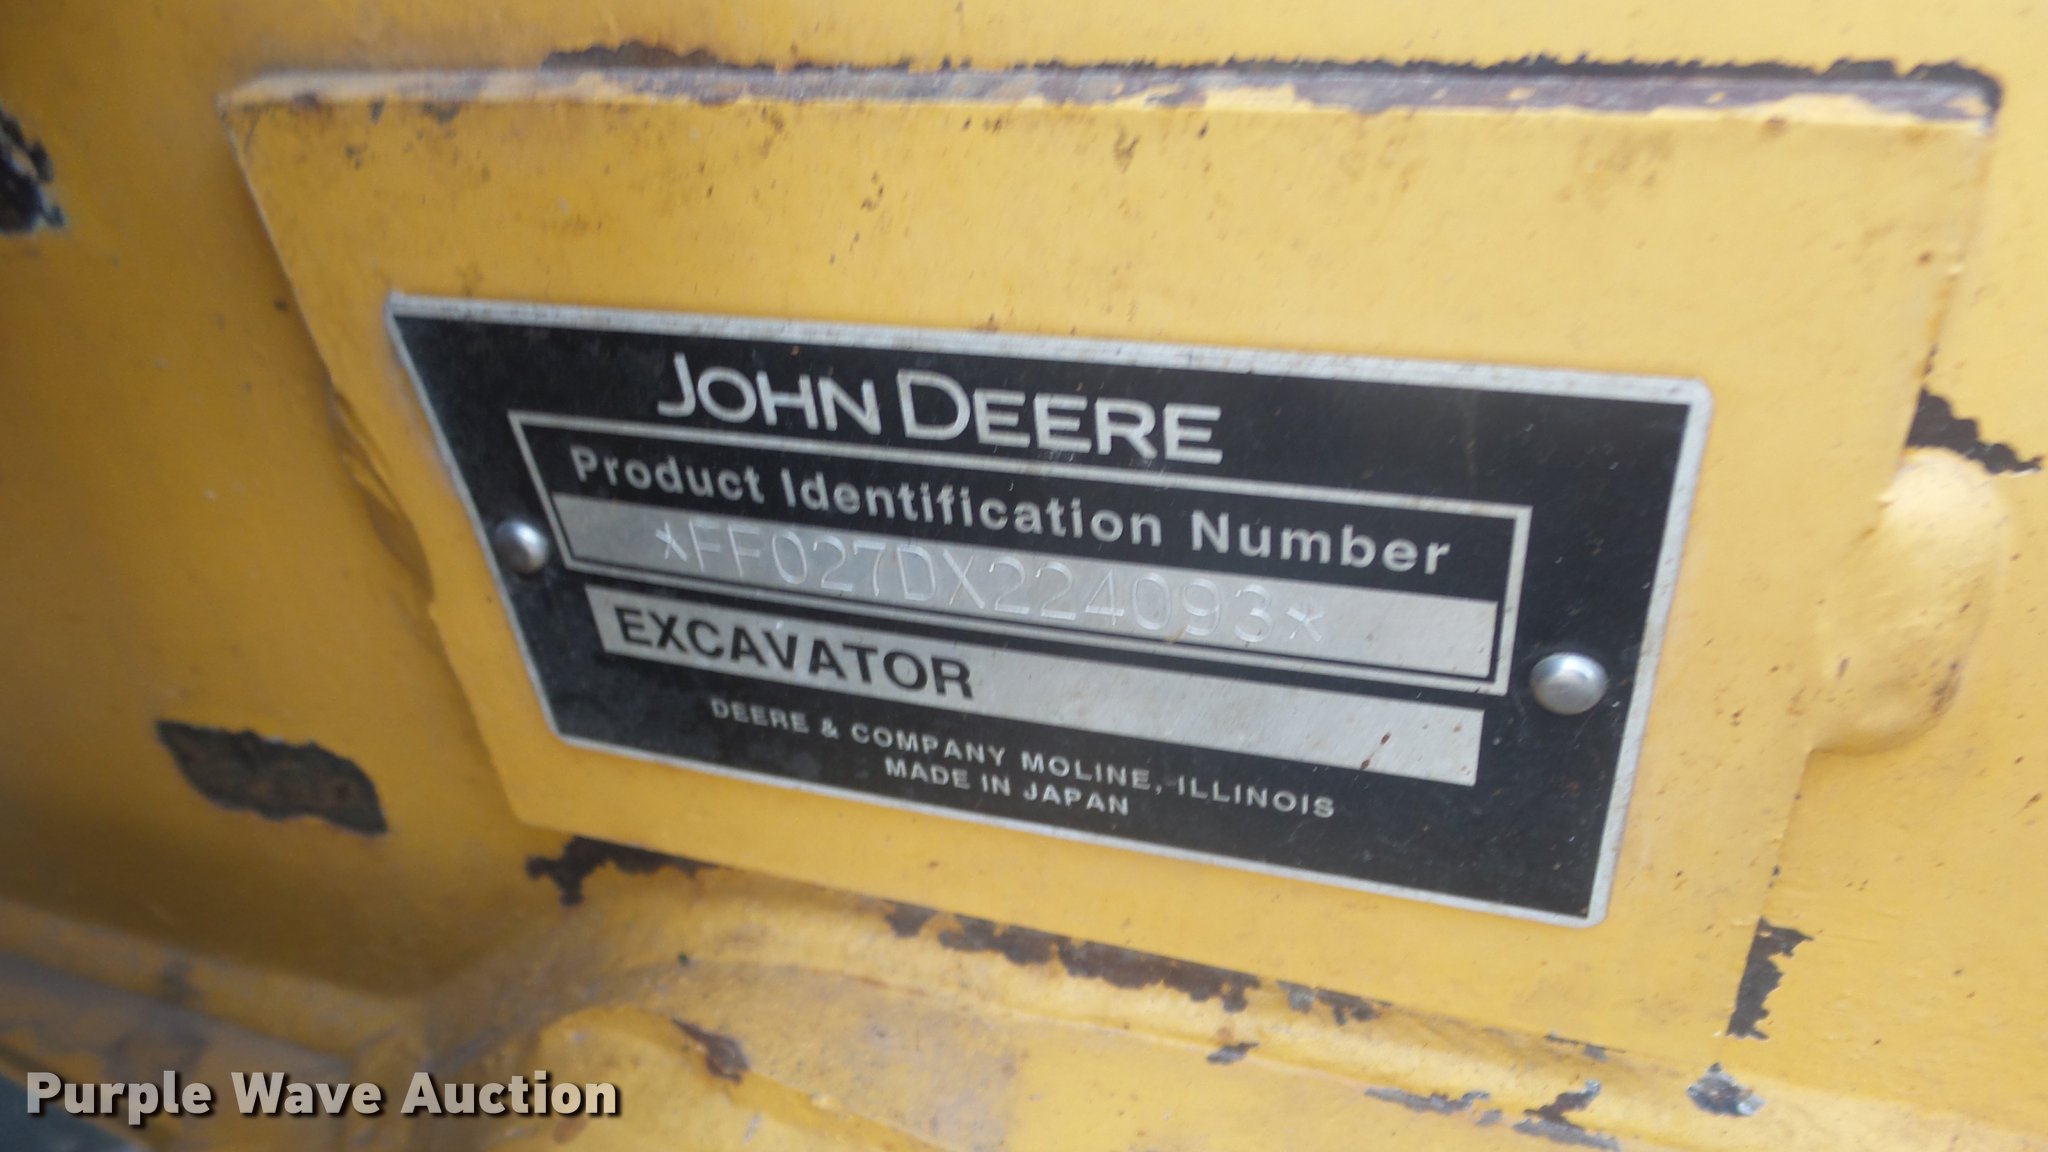 JOHN DEERE
Product Identification Number
*FF027DX224093*
EXCAVATOR
DEERE & COMPANY MOLINE, ILLINOIS
MADE IN JAPAN
Purple Wave Auction